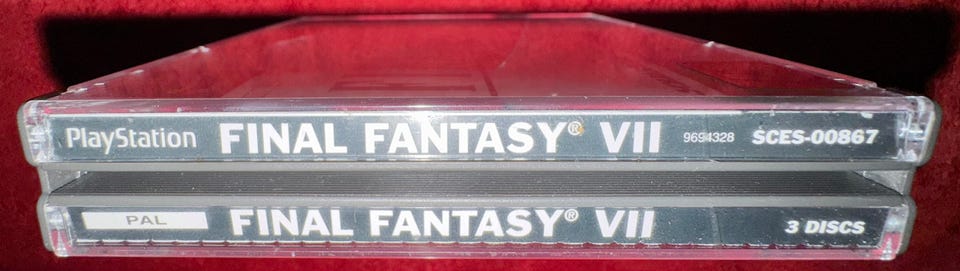 PlayStation FINAL FANTASY® VII 9694328 SCES-00867
PAL FINAL FANTASY® VII 3 DISCS